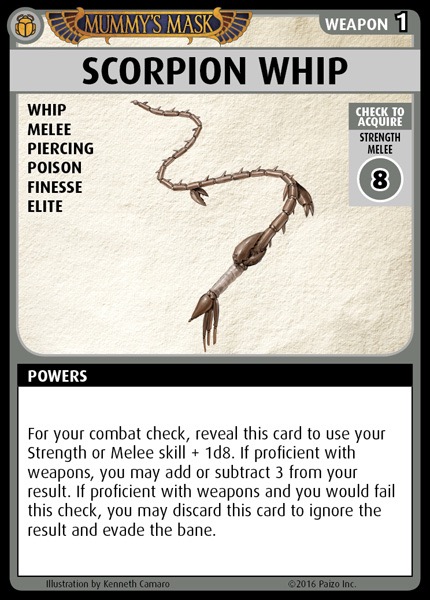 MUMMY'S MASK
WEAPON 1
SCORPION WHIP
WHIP
MELEE
PIERCING
POISON
FINESSE
ELITE
CHECK TO
ACQUIRE
STRENGTH
MELEE
8
POWERS
For your combat check, reveal this card to use your
Strength or Melee skill + 1d8. If proficient with
weapons, you may add or subtract 3 from your
result. If proficient with weapons and you would fail
this check, you may discard this card to ignore the
result and evade the bane.
Illustration by Kenneth Camaro
©2016 Paizo Inc.